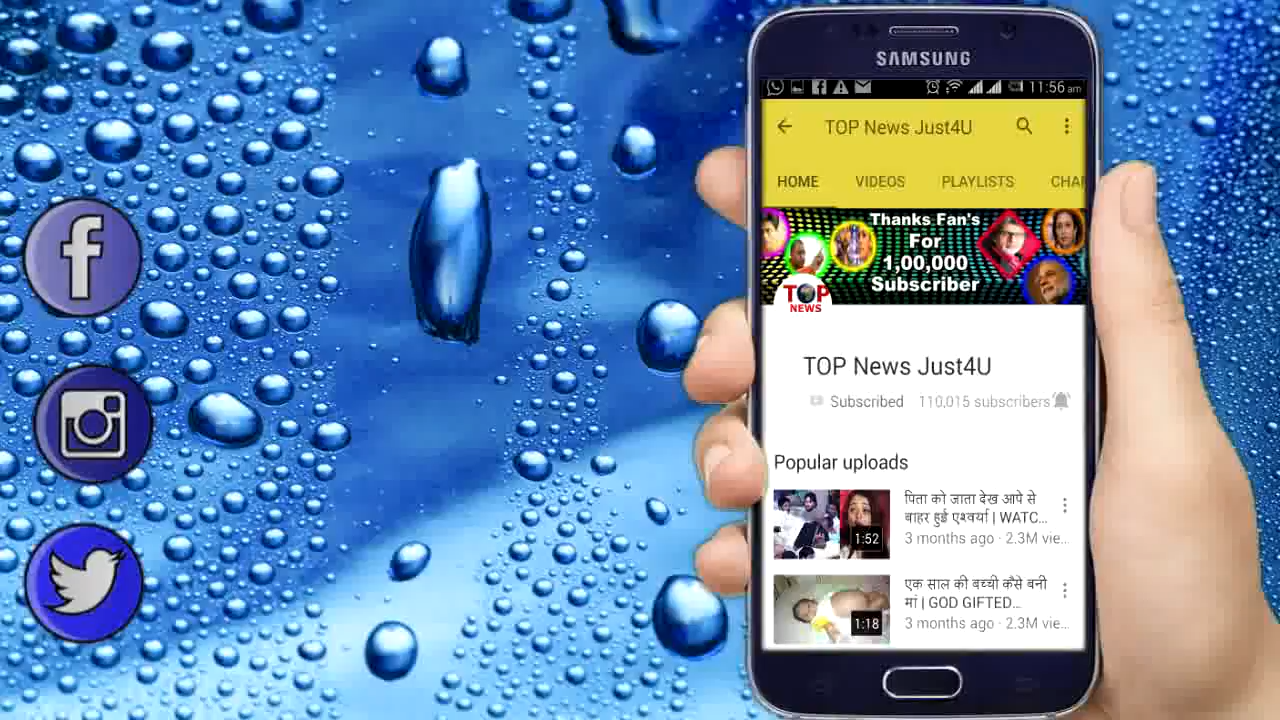 SAMSUNG
11:56 am
TOP News Just4U
HOME VIDEOS PLAYLISTS CHA
Thanks Fan's
For
1,00,000
Subscriber
TOP
NEWS
TOP News Just4U
Subscribed 110,015 subscribers
Popular uploads
पिता को जाता देख आपे से
बाहर हुई एश्वर्या | WATC...
3 months ago · 2.3M vie...
1:52
एक साल की बच्ची कैसे बनी
मां | GOD GIFTED...
3 months ago · 2.3M vie...
1:18